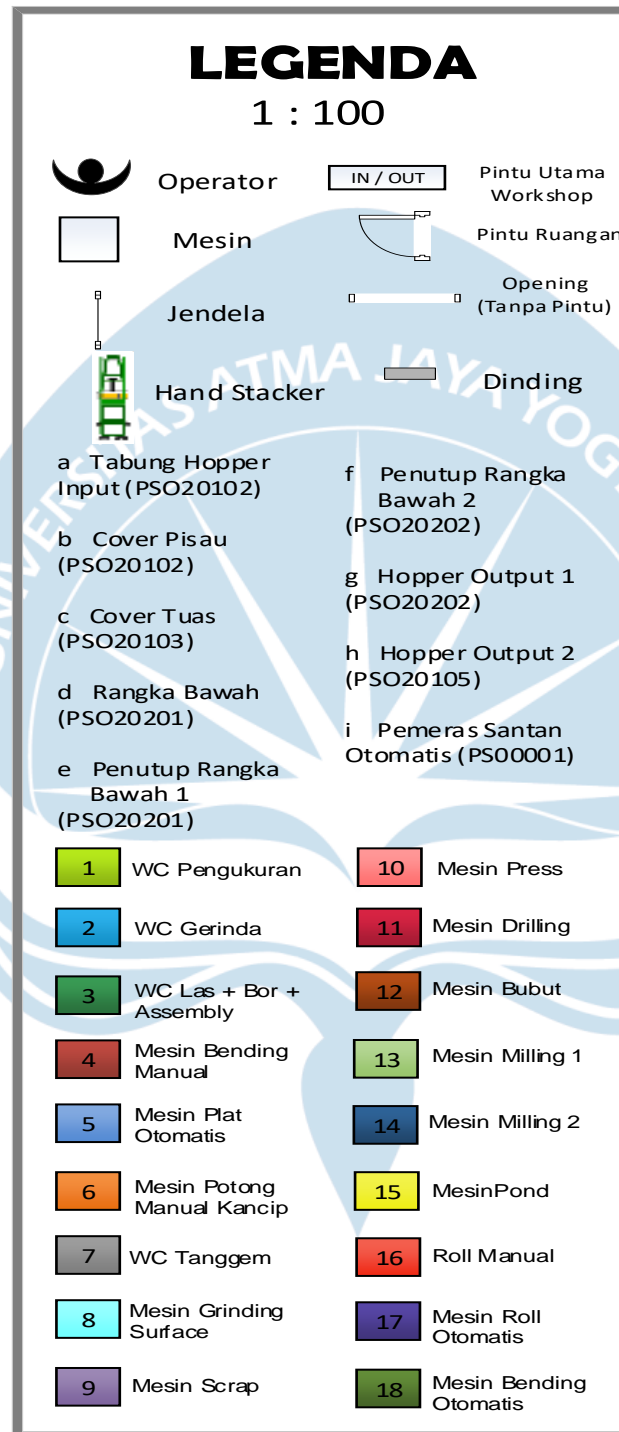 LEGENDA
1 : 100
Operator
IN / OUT
Pintu Utama
Workshop
Mesin
Pintu Ruangan
Jendela
Opening
(Tanpa Pintu)
Hand Stacker
Dinding
UNIVERSITAS ATMA JAYA YOG
a Tabung Hopper
Input (PSO20102)
b Cover Pisau
(PSO20102)
c Cover Tuas
(PSO20103)
d Rangka Bawah
(PSO20201)
e Penutup Rangka
Bawah 1
(PSO20201)
f Penutup Rangka
Bawah 2
(PSO20202)
g Hopper Output 1
(PSO20202)
h Hopper Output 2
(PSO20105)
i Pemeras Santan
Otomatis (PS00001)
1 WC Pengukuran
2 WC Gerinda
3 WC Las + Bor +
Assembly
4 Mesin Bending
Manual
5 Mesin Plat
Otomatis
6 Mesin Potong
Manual Kancip
7 WC Tanggem
8 Mesin Grinding
Surface
9 Mesin Scrap
10 Mesin Press
11 Mesin Drilling
12 Mesin Bubut
13 Mesin Milling 1
14 Mesin Milling 2
15 MesinPond
16 Roll Manual
17 Mesin Roll
Otomatis
18 Mesin Bending
Otomatis